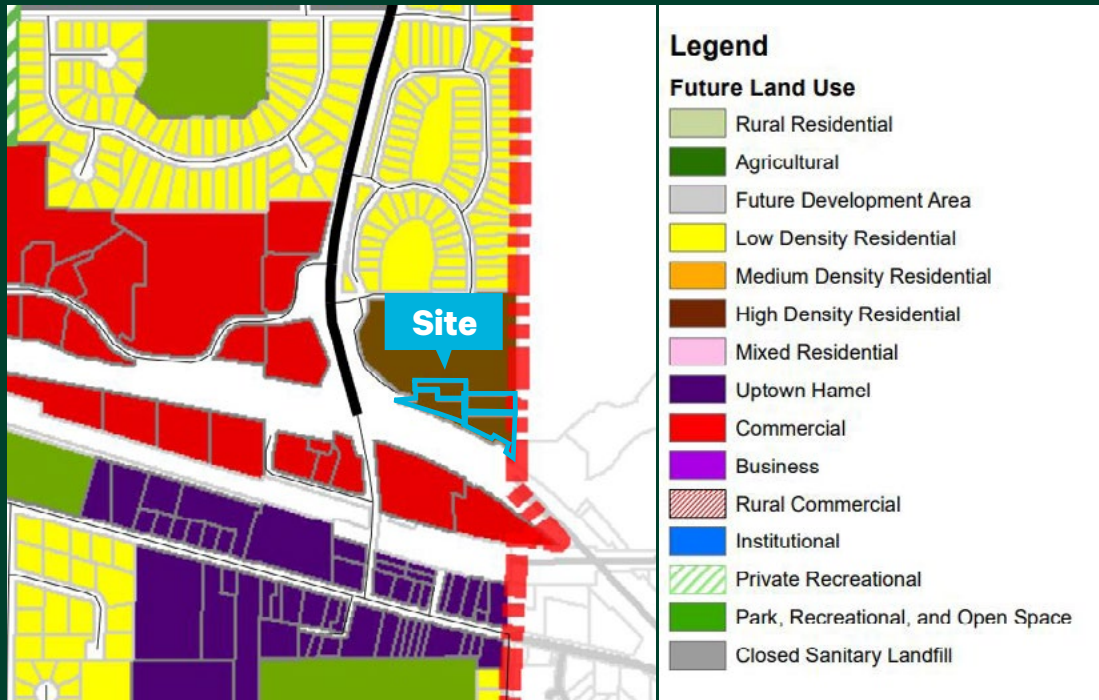 Site
Legend
Future Land Use
Rural Residential
Agricultural
Future Development Area
Low Density Residential
Medium Density Residential
High Density Residential
Mixed Residential
Uptown Hamel
Commercial
Business
Rural Commercial
Institutional
Private Recreational
Park, Recreational, and Open Space
Closed Sanitary Landfill